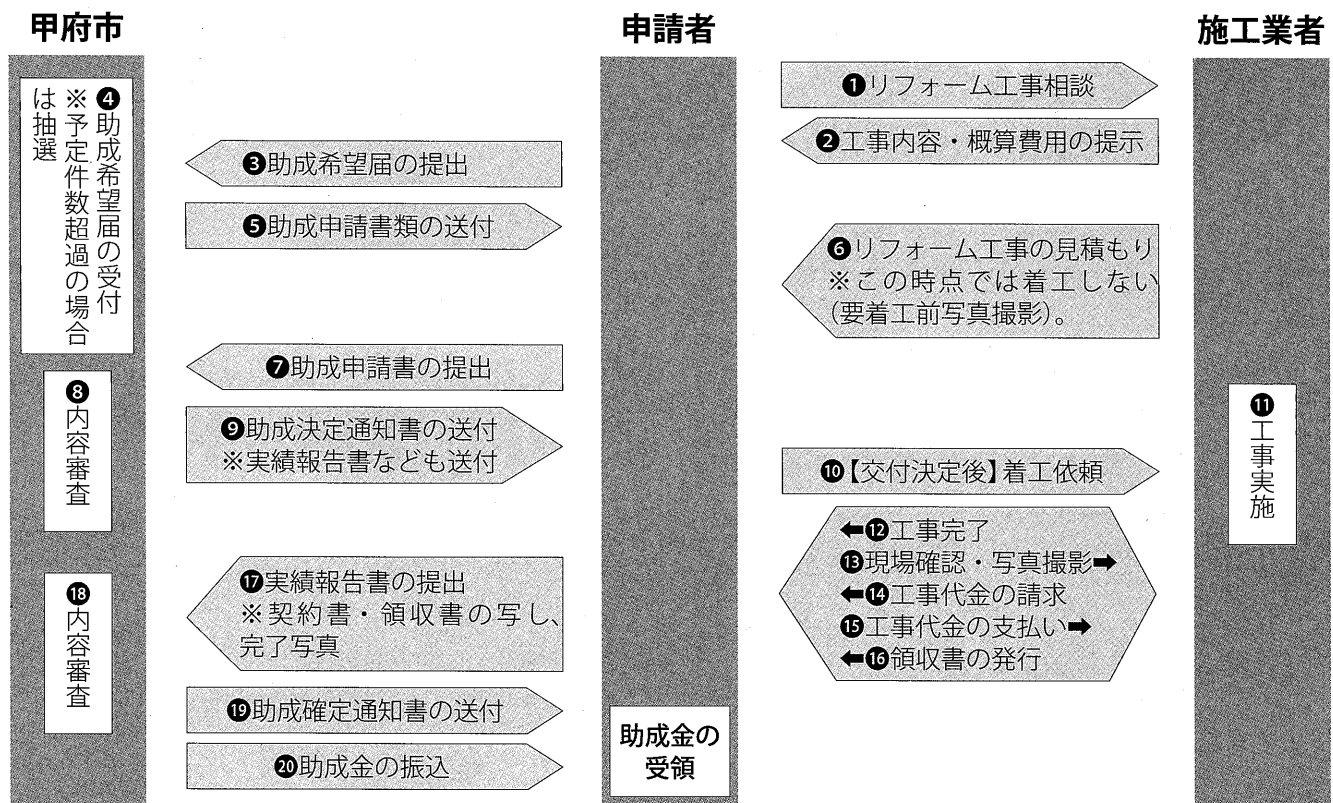 甲府市
申請者
施工業者
❶リフォーム工事相談
❷工事内容・概算費用の提示
❸助成希望届の提出
❹助成希望届の受付
※予定件数超過の場合
は抽選
❺助成申請書類の送付
❻リフォーム工事の見積もり
※この時点では着工しない
(要着工前写真撮影)。
❼助成申請書の提出
❽内容審査
❾助成決定通知書の送付
※実績報告書なども送付
❿【交付決定後】着工依頼
⓫工事実施
⬅⓬工事完了
⓭現場確認・写真撮影➡
⬅⓮工事代金の請求
⓯工事代金の支払い➡
⬅⓰領収書の発行
⓱実績報告書の提出
※契約書・領収書の写し、
完了写真
⓲内容審査
⓳助成確定通知書の送付
⓴助成金の振込
助成金の
受領